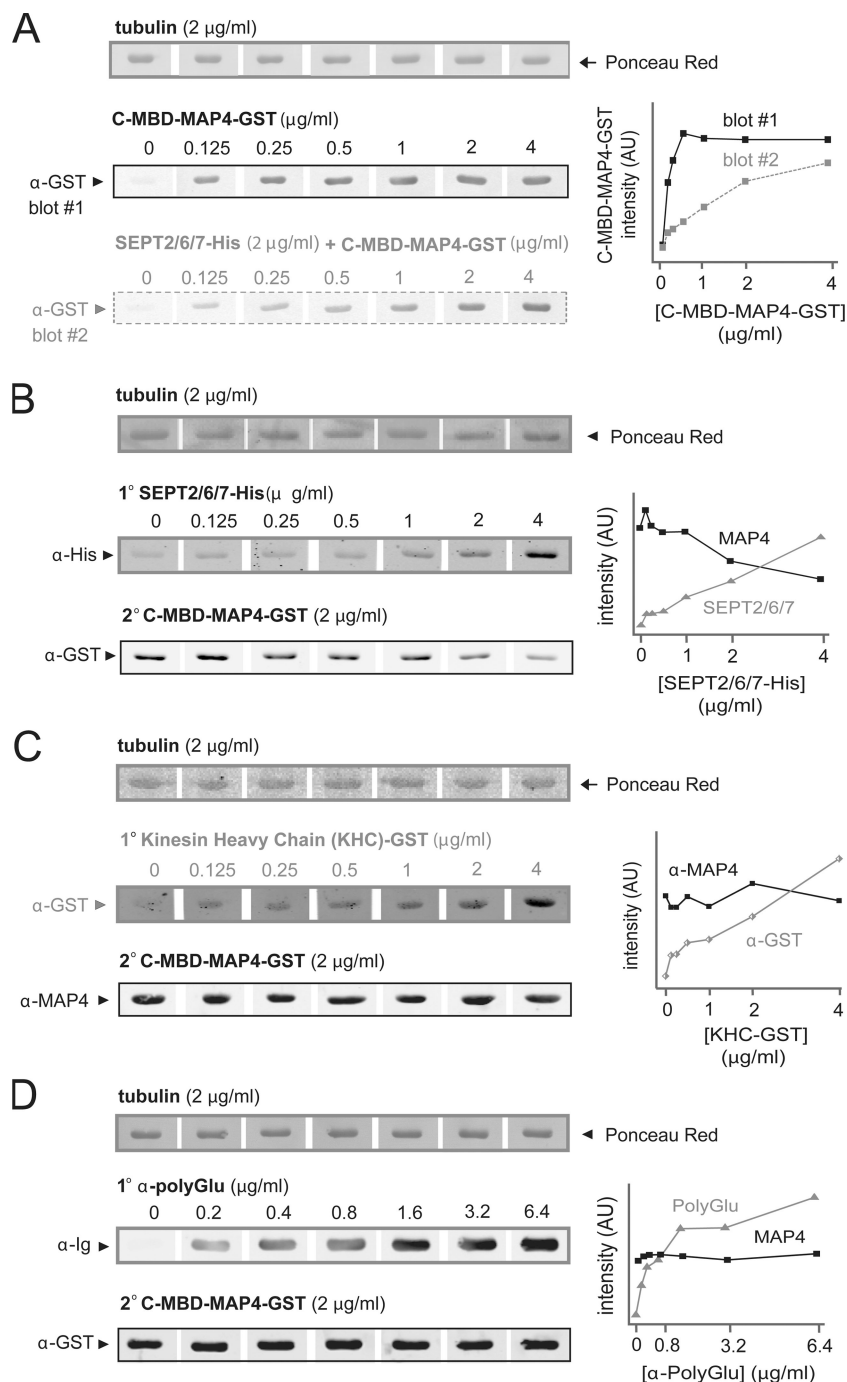 A
tubulin (2 µg/ml)
Ponceau Red
C-MBD-MAP4-GST (µg/ml)
0 0.125 0.25 0.5 1 2 4
α-GST
blot #1
SEPT2/6/7-His (2 µg/ml) + C-MBD-MAP4-GST (µg/ml)
0 0.125 0.25 0.5 1 2 4
α-GST
blot #2
C-MBD-MAP4-GST
intensity (AU)
blot #1
blot #2
0 1 2 4
[C-MBD-MAP4-GST]
(µg/ml)
B
tubulin (2 µg/ml)
Ponceau Red
1° SEPT2/6/7-His(µ g/ml)
0 0.125 0.25 0.5 1 2 4
α-His
2° C-MBD-MAP4-GST (2 µg/ml)
α-GST
intensity (AU)
MAP4
SEPT2/6/7
0 1 2 4
[SEPT2/6/7-His]
(µg/ml)
C
tubulin (2 µg/ml)
Ponceau Red
1° Kinesin Heavy Chain (KHC)-GST (µg/ml)
0 0.125 0.25 0.5 1 2 4
α-GST
2° C-MBD-MAP4-GST (2 µg/ml)
α-MAP4
intensity (AU)
α-MAP4
α-GST
0 1 2 4
[KHC-GST]
(µg/ml)
D
tubulin (2 µg/ml)
Ponceau Red
1° α-polyGlu (µg/ml)
0 0.2 0.4 0.8 1.6 3.2 6.4
α-Ig
2° C-MBD-MAP4-GST (2 µg/ml)
α-GST
intensity (AU)
PolyGlu
MAP4
0 0.8 3.2 6.4
[α-PolyGlu] (µg/ml)